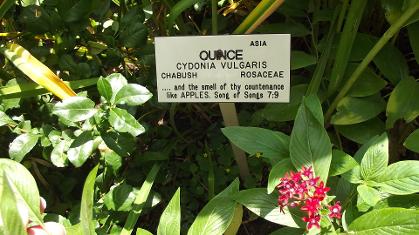 ASIA
QUINCE
CYDONIA VULGARIS
CHABUSH ROSACEAE
.... and the smell of thy countenance
like APPLES. Song of Songs 7:9